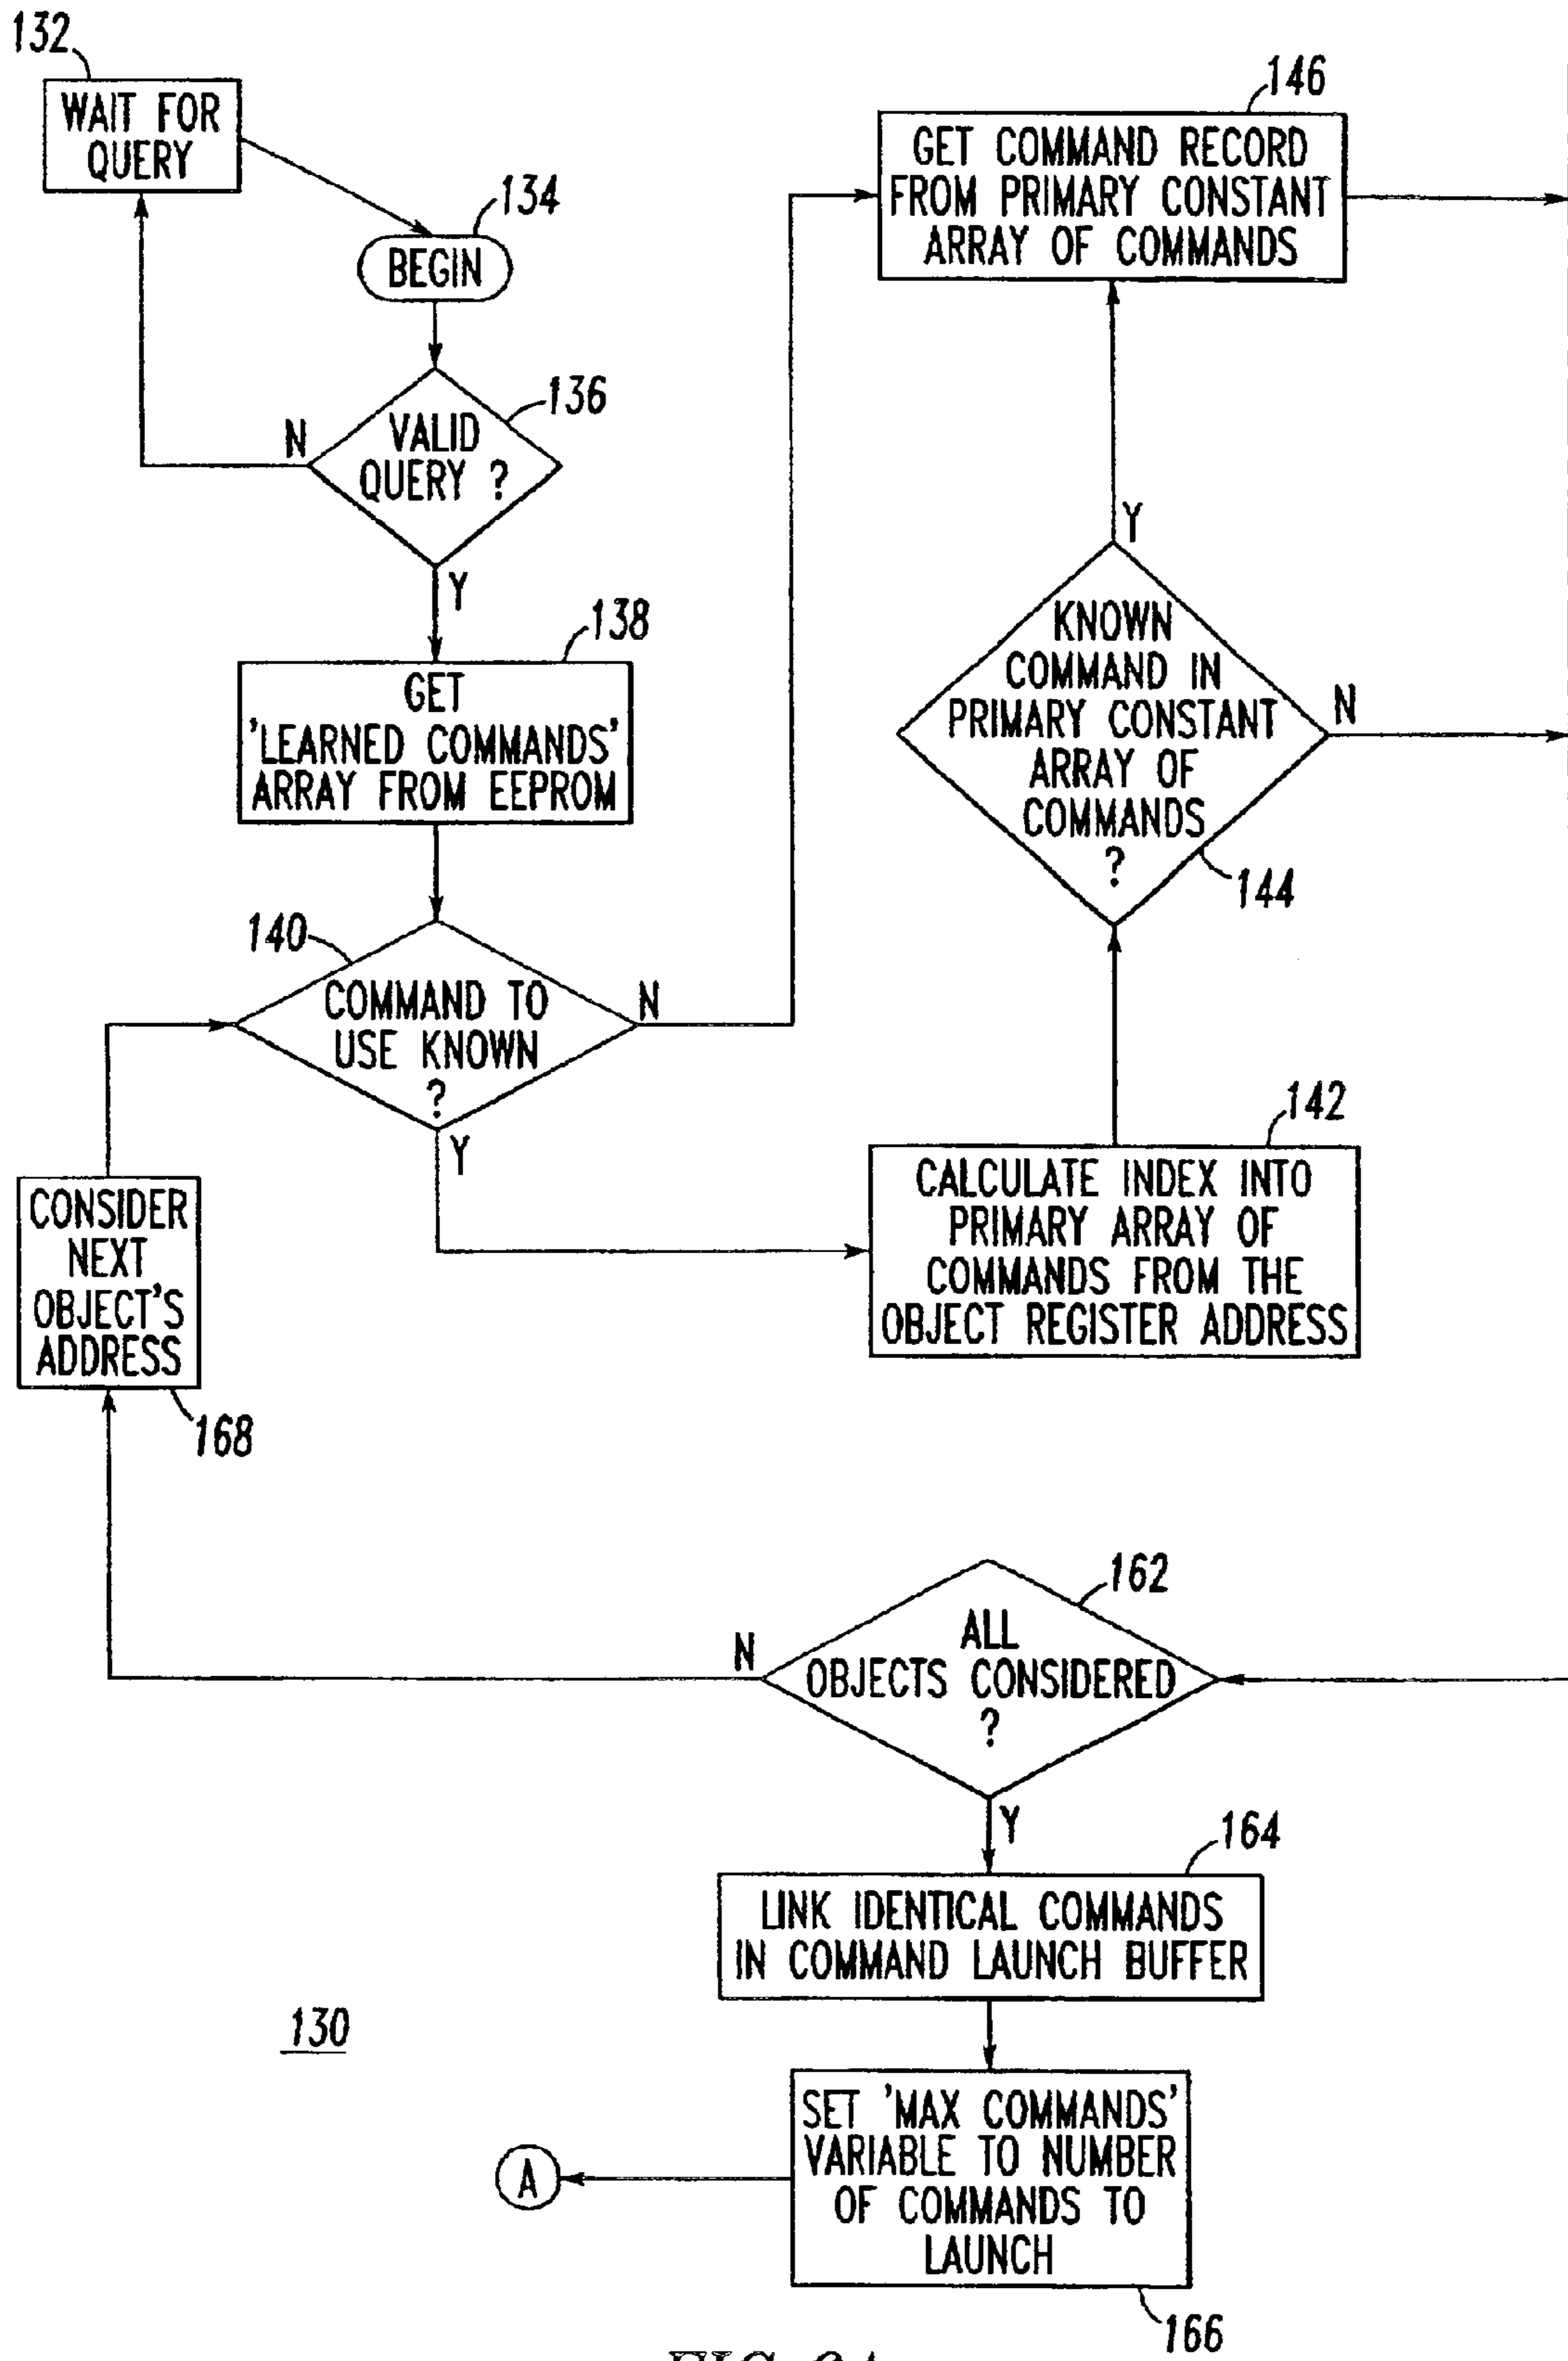 132
WAIT FOR
QUERY
134
BEGIN
136
VALID
QUERY ?
N
Y
138
GET
'LEARNED COMMANDS'
ARRAY FROM EEPROM
140
COMMAND TO
USE KNOWN
?
N
Y
146
GET COMMAND RECORD
FROM PRIMARY CONSTANT
ARRAY OF COMMANDS
Y
KNOWN
COMMAND IN
PRIMARY CONSTANT
ARRAY OF
COMMANDS
?
N
144
142
CALCULATE INDEX INTO
PRIMARY ARRAY OF
COMMANDS FROM THE
OBJECT REGISTER ADDRESS
CONSIDER
NEXT
OBJECT'S
ADDRESS
168
162
ALL
OBJECTS CONSIDERED
?
N
Y
164
LINK IDENTICAL COMMANDS
IN COMMAND LAUNCH BUFFER
130
SET 'MAX COMMANDS'
VARIABLE TO NUMBER
OF COMMANDS TO
LAUNCH
A
166